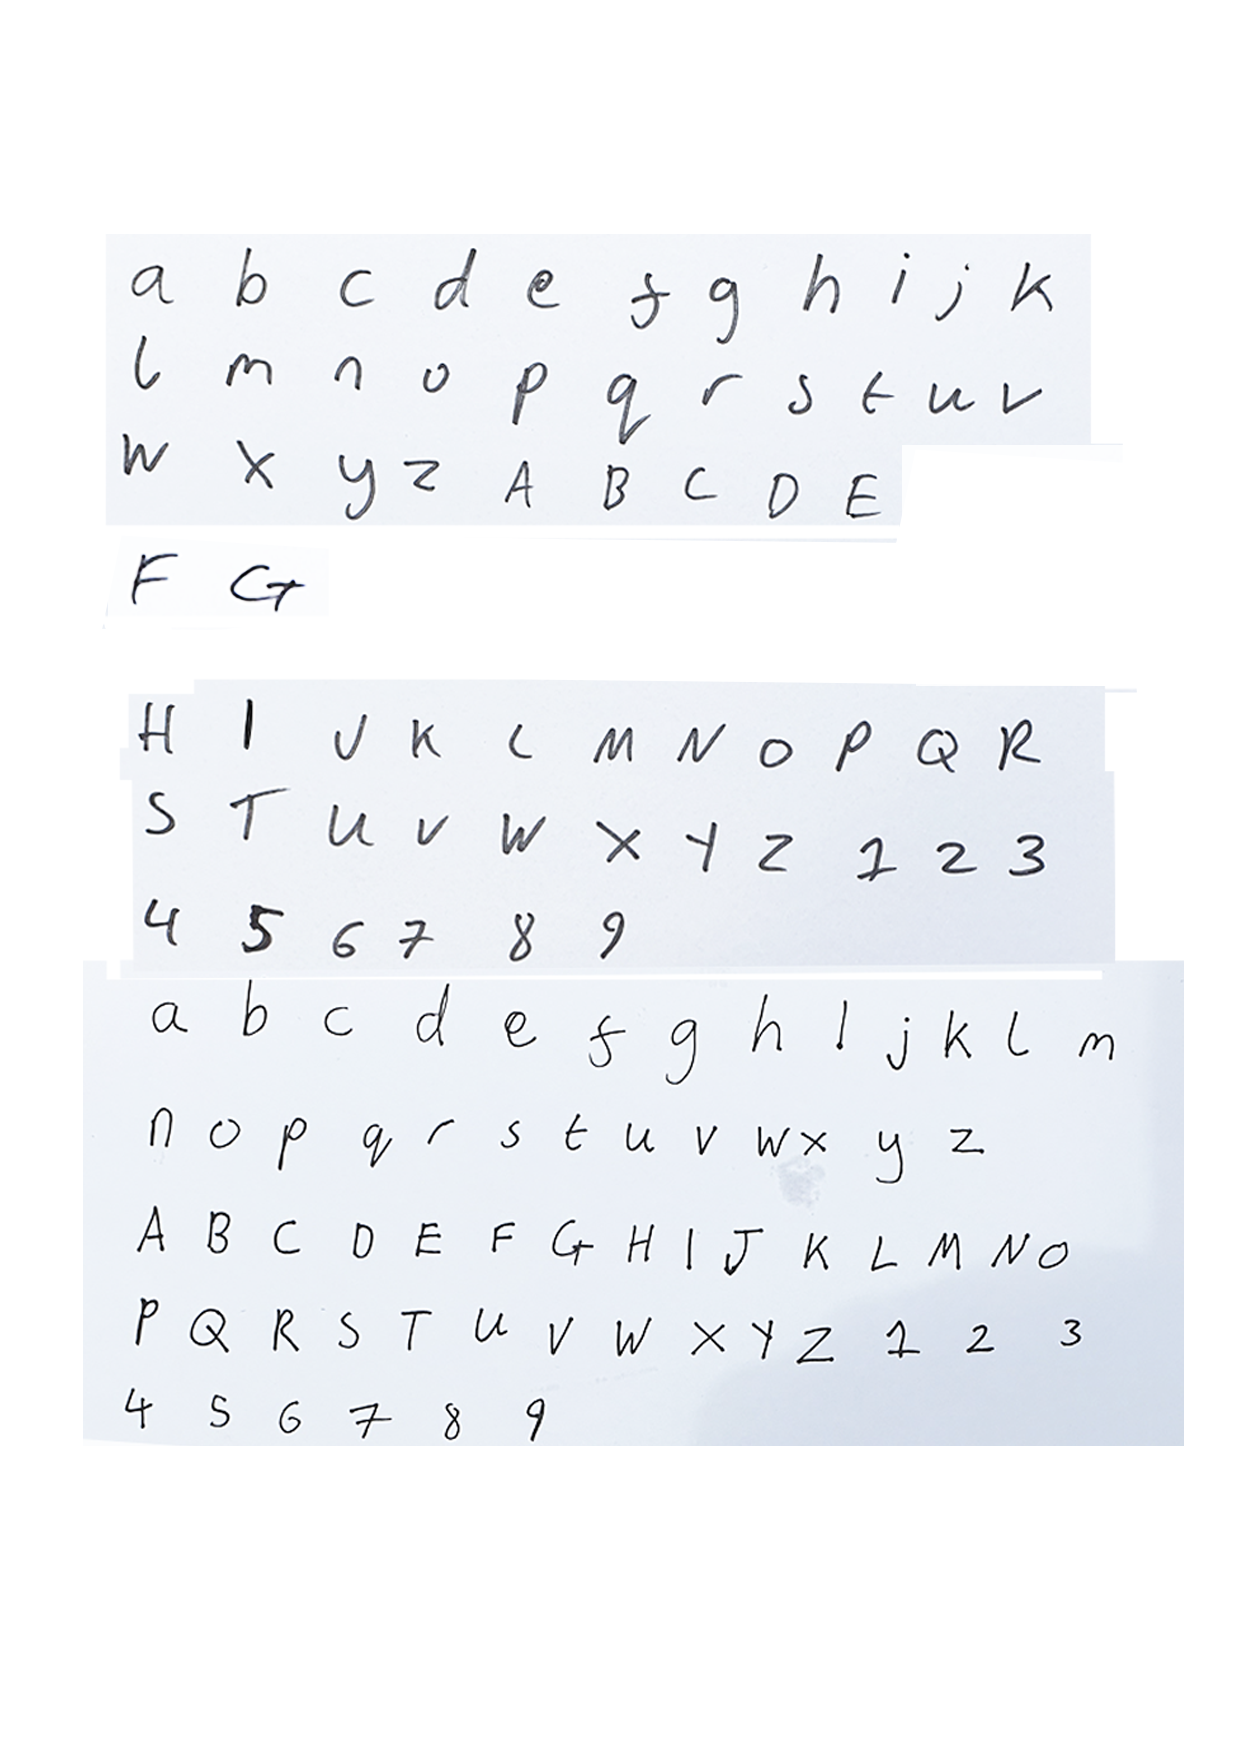 a b c d e f g h i j k
l m n o p q r s t u v
w x y z A B C D E
F G
H I J K L M N O P Q R
S T U V W X Y Z 1 2 3
4 5 6 7 8 9
a b c d e f g h i j k l m
n o p q r s t u v w x y z
A B C D E F G H I J K L M N O
P Q R S T U V W X Y Z 1 2 3
4 5 6 7 8 9